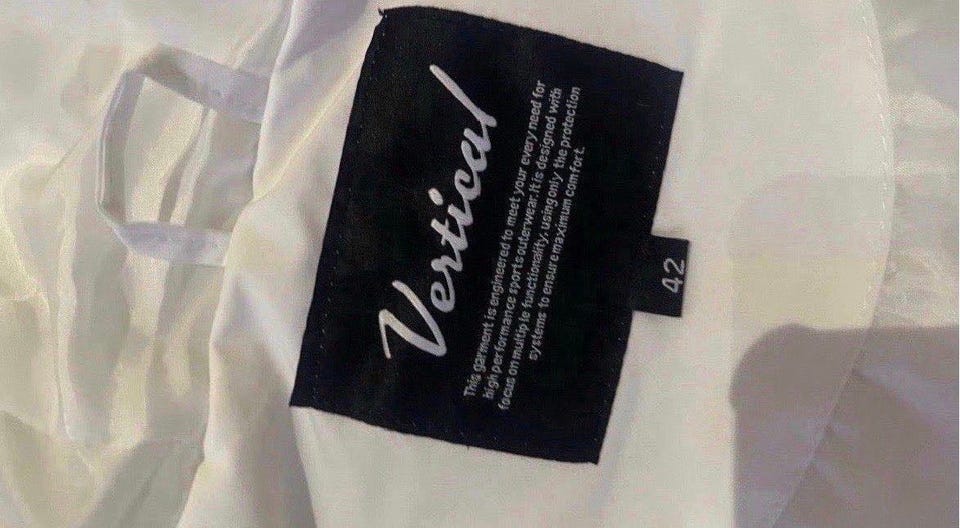 Vertical
This garment is engineered to meet your every need for
high performance sports outerwear. It is designed with
focus on multiple functionality, using only the protection
systems to ensure maximum comfort.
42